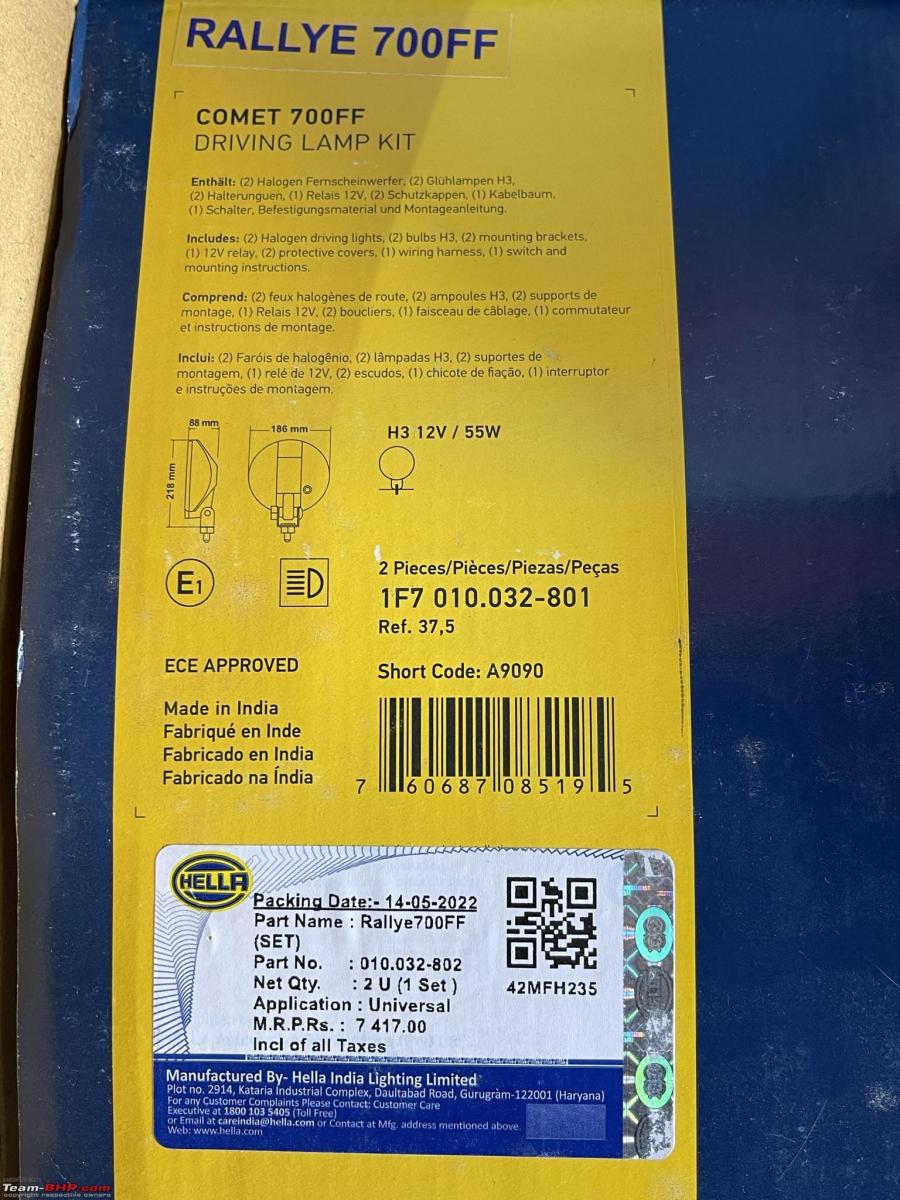 RALLYE 700FF
COMET 700FF
DRIVING LAMP KIT
Enthält: (2) Halogen Fernscheinwerfer, (2) Glühlampen H3,
(2) Halterunguen, (1) Relais 12V, (2) Schutzkappen, (1) Kabelbaum,
(1) Schalter, Befestigungsmaterial und Montageanleitung.
Includes: (2) Halogen driving lights, (2) bulbs H3, (2) mounting brackets,
(1) 12V relay, (2) protective covers, (1) wiring harness, (1) switch and
mounting instructions.
Comprend: (2) feux halogènes de route, (2) ampoules H3, (2) supports de
montage, (1) Relais 12V, (2) boucliers, (1) faisceau de câblage, (1) commutateur
et instructions de montage.
Inclui: (2) Faróis de halogênio, (2) lâmpadas H3, (2) suportes de
montagem, (1) relé de 12V, (2) escudos, (1) chicote de fiação, (1) interruptor
e instruções de montagem.
88 mm
186 mm
218 mm
H3 12V / 55W
E1
2 Pieces/Pièces/Piezas/Peças
1F7 010.032-801
Ref. 37,5
ECE APPROVED
Short Code: A9090
Made in India
Fabriqué en Inde
Fabricado en India
Fabricado na Índia
7 60687 08519 5
HELLA
Packing Date:- 14-05-2022
Part Name : Rallye700FF
(SET)
Part No. : 010.032-802
Net Qty. : 2 U (1 Set )
Application : Universal
M.R.P.Rs. : 7 417.00
Incl of all Taxes
42MFH235
Manufactured By- Hella India Lighting Limited
Plot no. 2914, Kataria Industrial Complex, Daultabad Road, Gurugram-122001 (Haryana)
For any Customer Complaints Please Contact: Customer Care
Executive at 1800 103 5405 (Toll Free)
or Email at careindia@hella.com or Contact at Mfg. address mentioned above.
Web: www.hella.com
Team-BHP.com
copyright respective owners